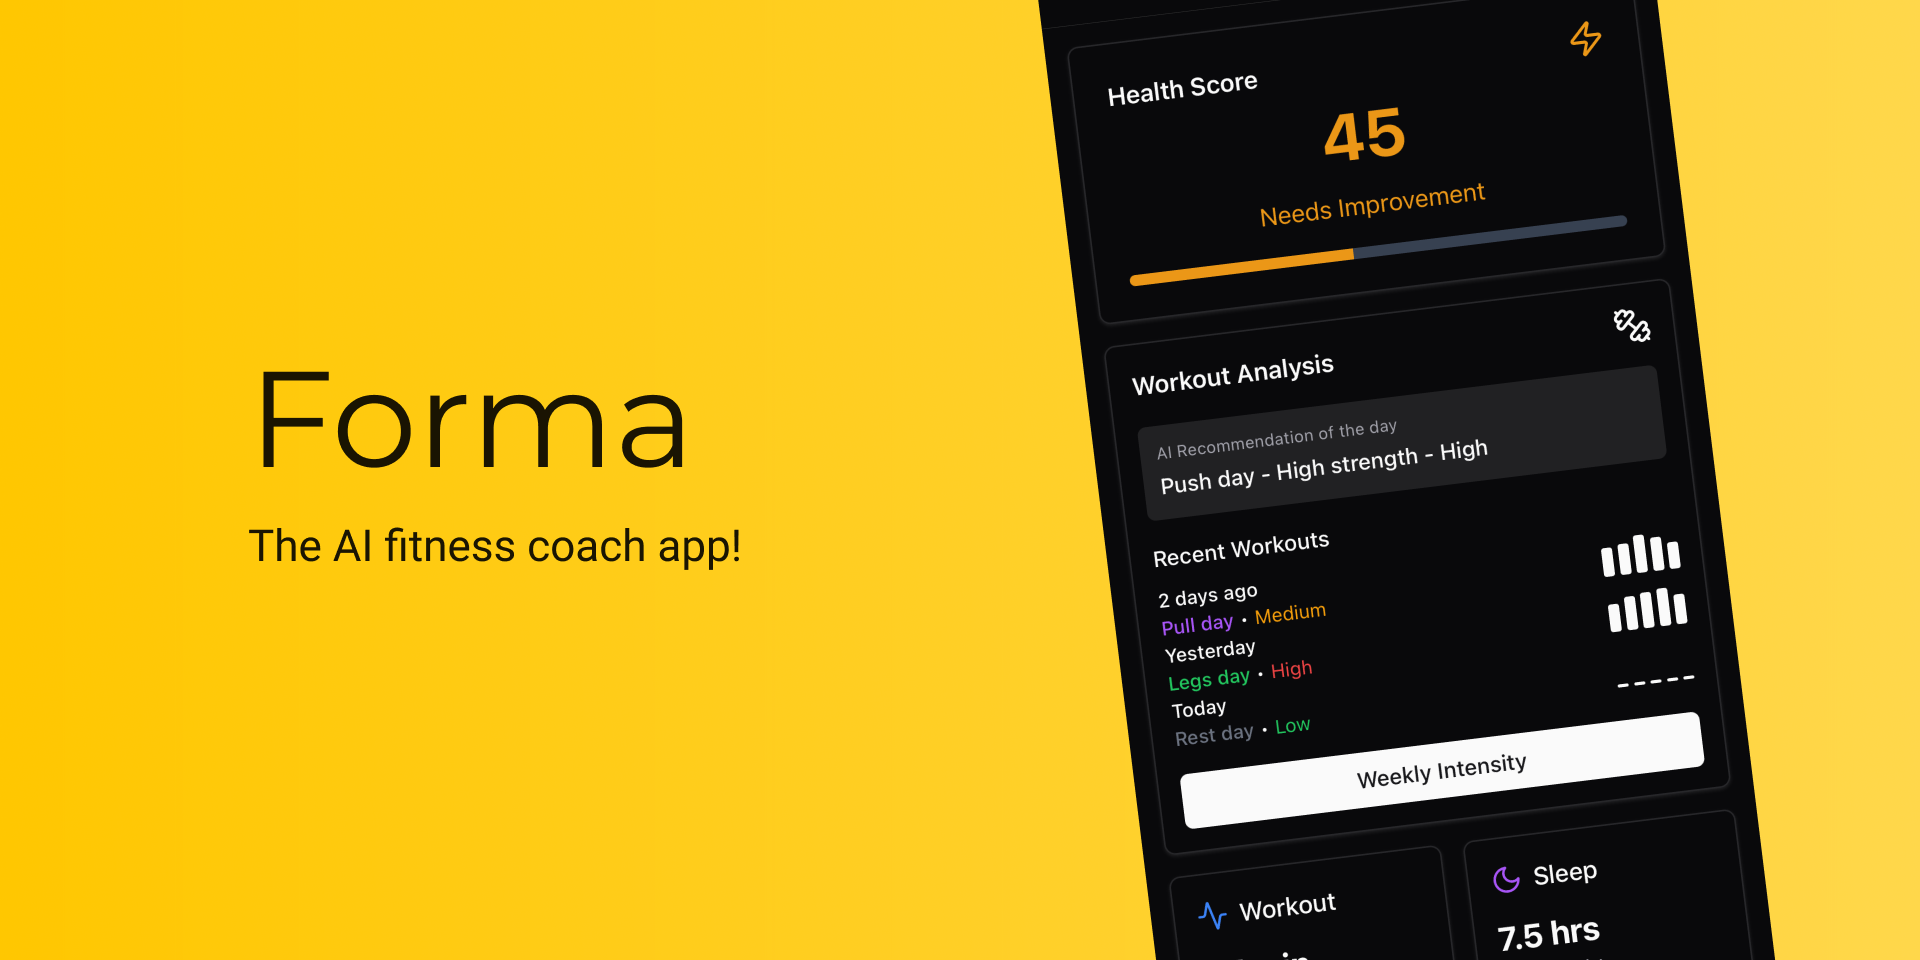 Forma
The AI fitness coach app!
Health Score
45
Needs Improvement
Workout Analysis
AI Recommendation of the day
Push day - High strength - High
Recent Workouts
2 days ago
Pull day • Medium
Yesterday
Legs day • High
Today
Rest day • Low
Weekly Intensity
Workout
Sleep
7.5 hrs